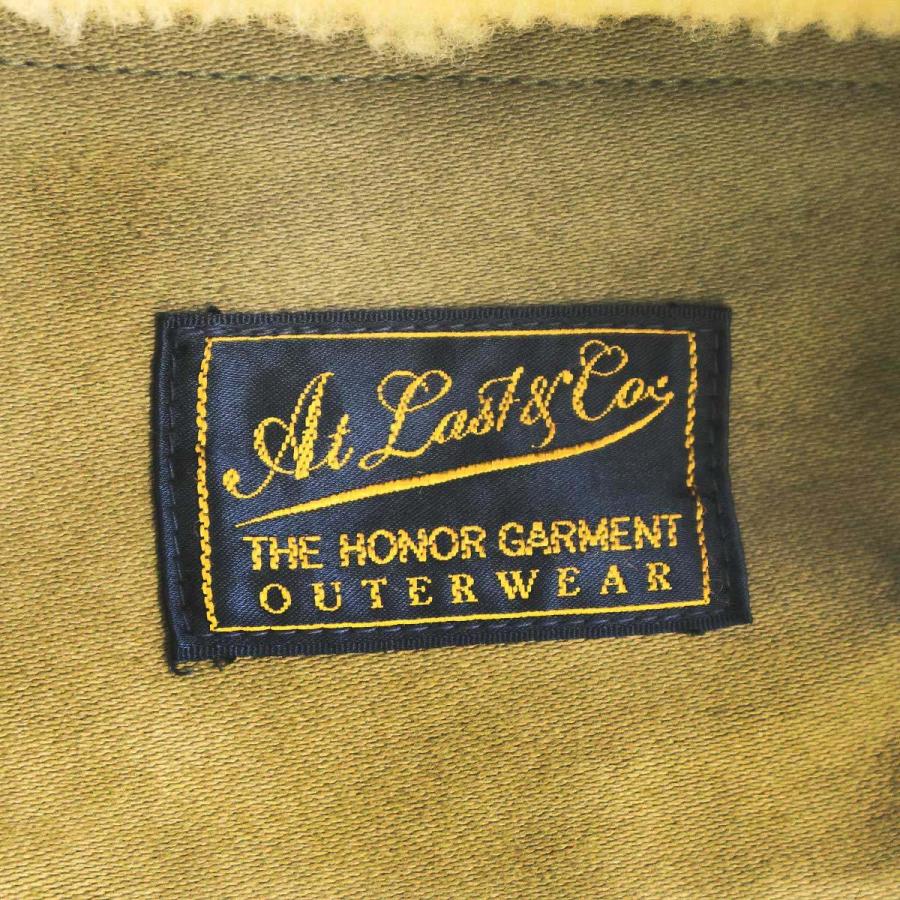 At Last & Co.
THE HONOR GARMENT
OUTERWEAR